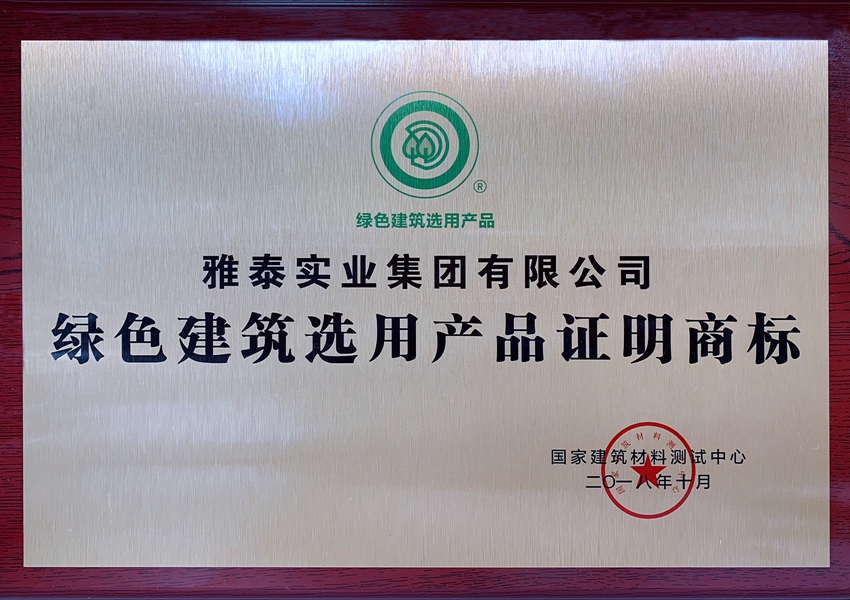 ®
绿色建筑选用产品
雅泰实业集团有限公司
绿色建筑选用产品证明商标
国家建筑材料测试中心
二〇一八年十月